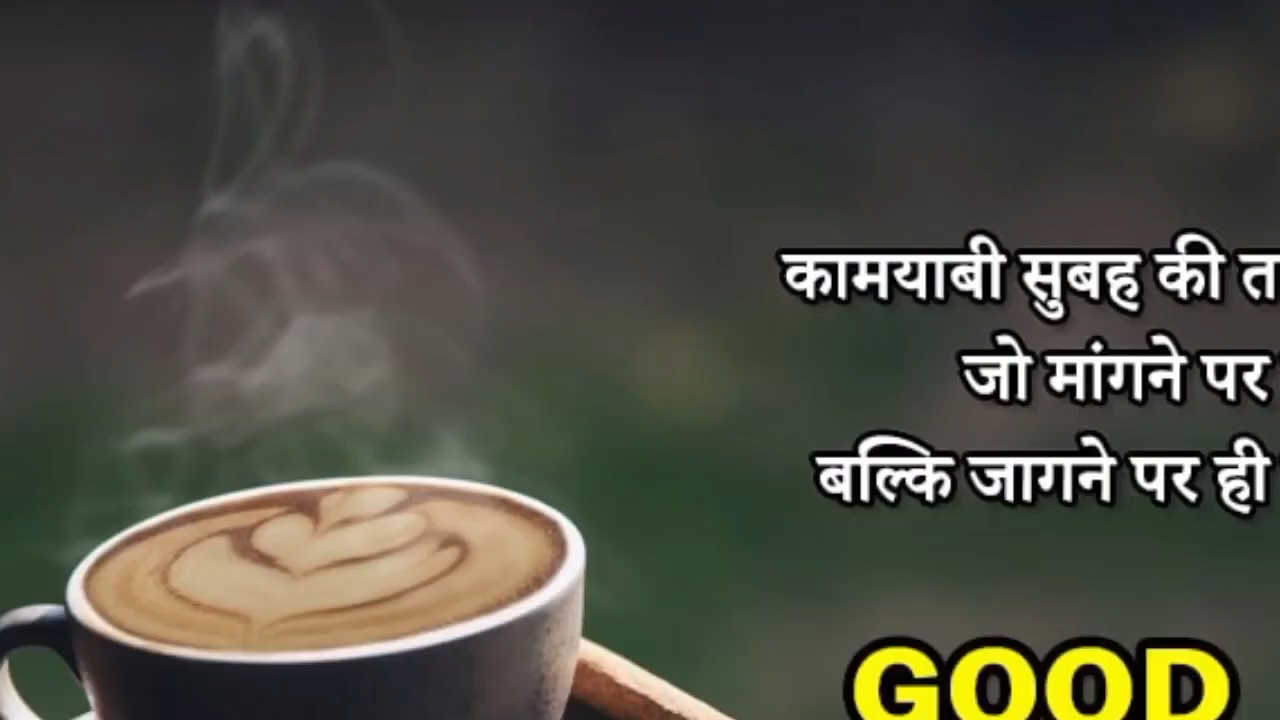 कामयाबी सुबह की त
जो मांगने पर
बल्कि जागने पर ही
GOOD